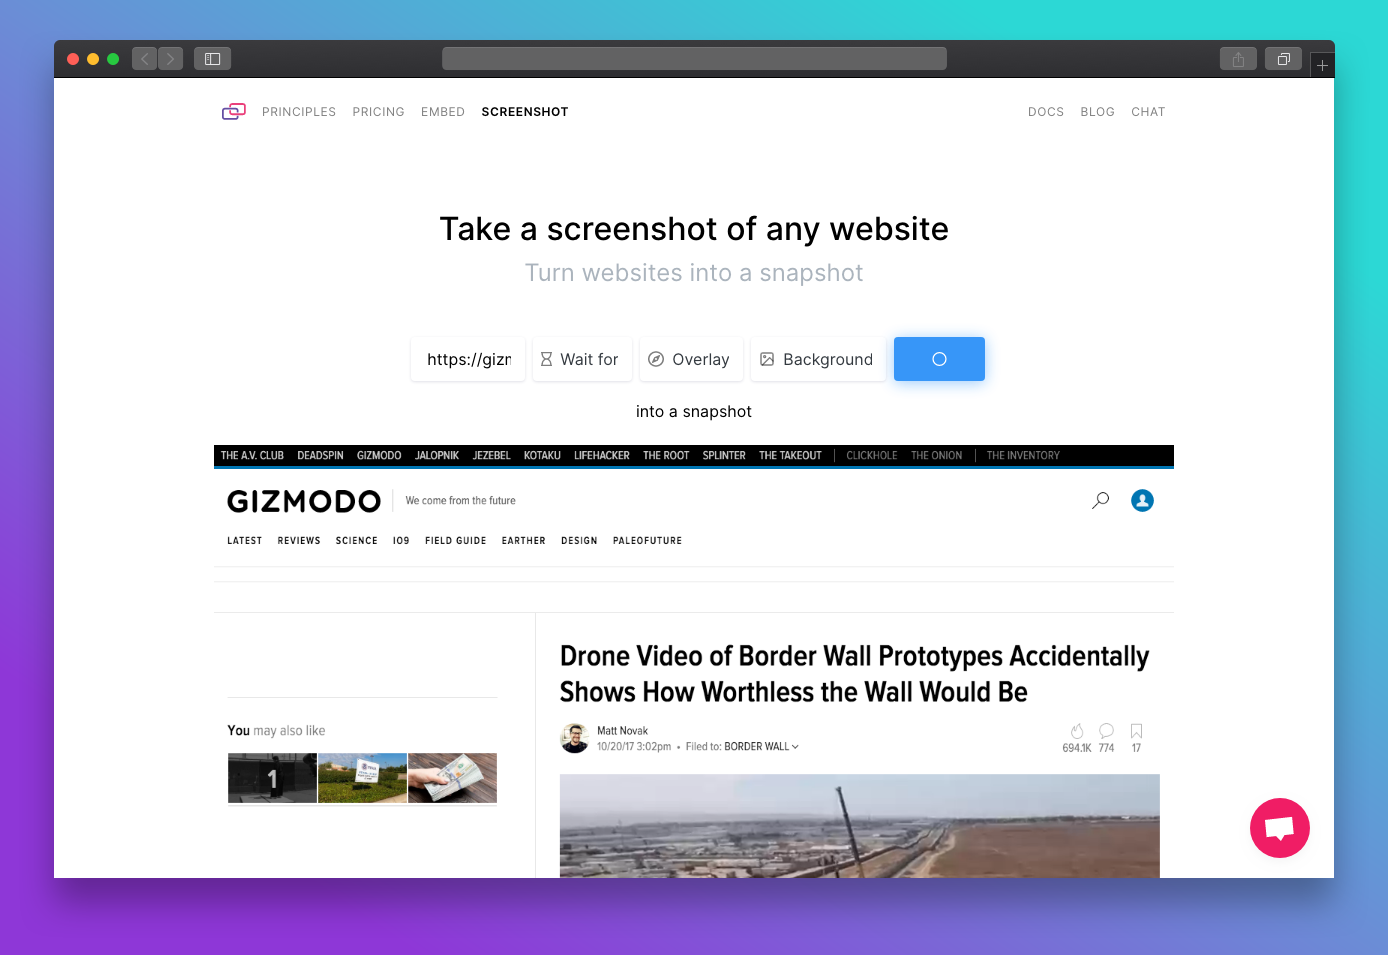 PRINCIPLES PRICING EMBED SCREENSHOT DOCS BLOG CHAT
Take a screenshot of any website
Turn websites into a snapshot
https://giz Wait for Overlay Background
into a snapshot
THE A.V. CLUB DEADSPIN GIZMODO JALOPNIK JEZEBEL KOTAKU LIFEHACKER THE ROOT SPLINTER THE TAKEOUT CLICKHOLE THE ONION THE INVENTORY
GIZMODO We come from the future
LATEST REVIEWS SCIENCE IO9 FIELD GUIDE EARTHER DESIGN PALEOFUTURE
Drone Video of Border Wall Prototypes Accidentally
Shows How Worthless the Wall Would Be
Matt Novak
10/20/17 3:02pm • Filed to: BORDER WALL
694.1K 774 17
You may also like
1